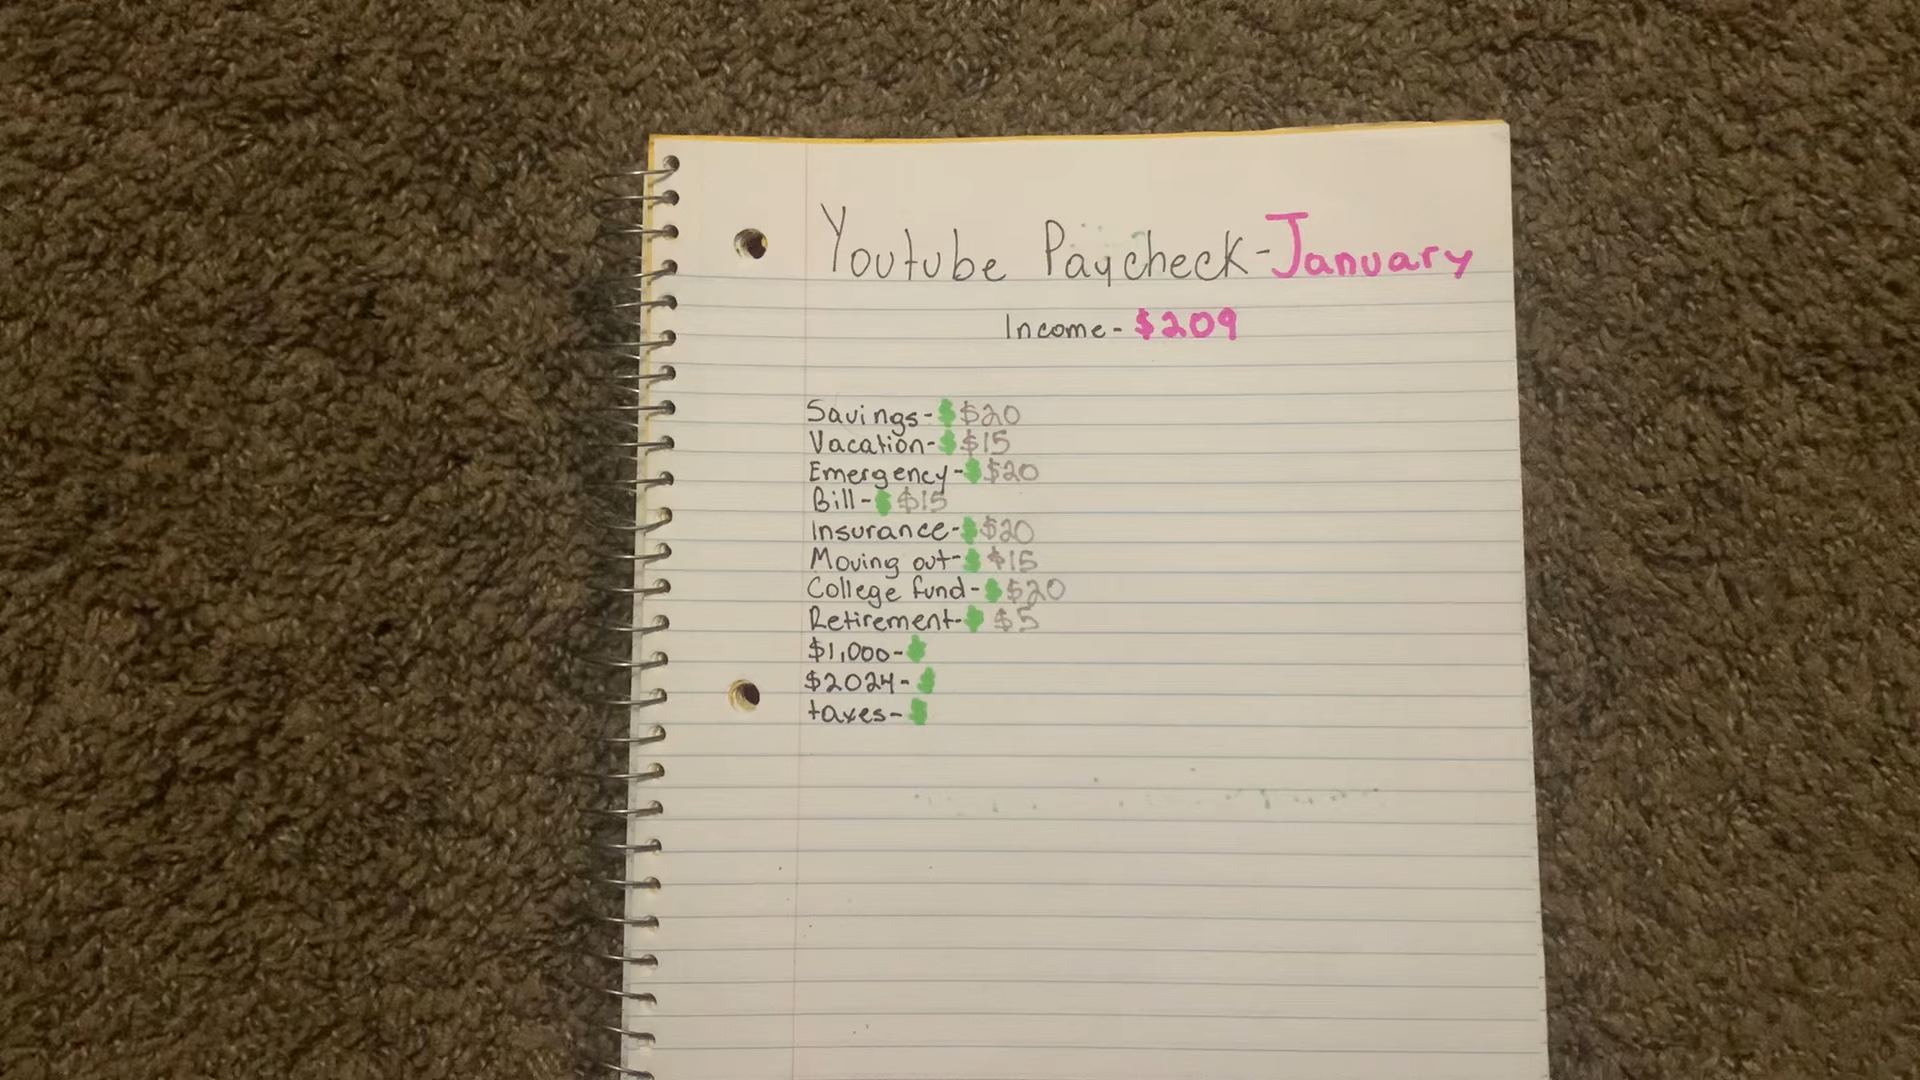 Youtube Paycheck-January
Income- $209
Savings- $ $20
Vacation- $ $15
Emergency- $ $20
Bill- $ $15
Insurance- $ $20
Moving out- $ $15
College fund- $ $20
Retirement- $ $5
$1,000- $
$2024- $
taxes- $